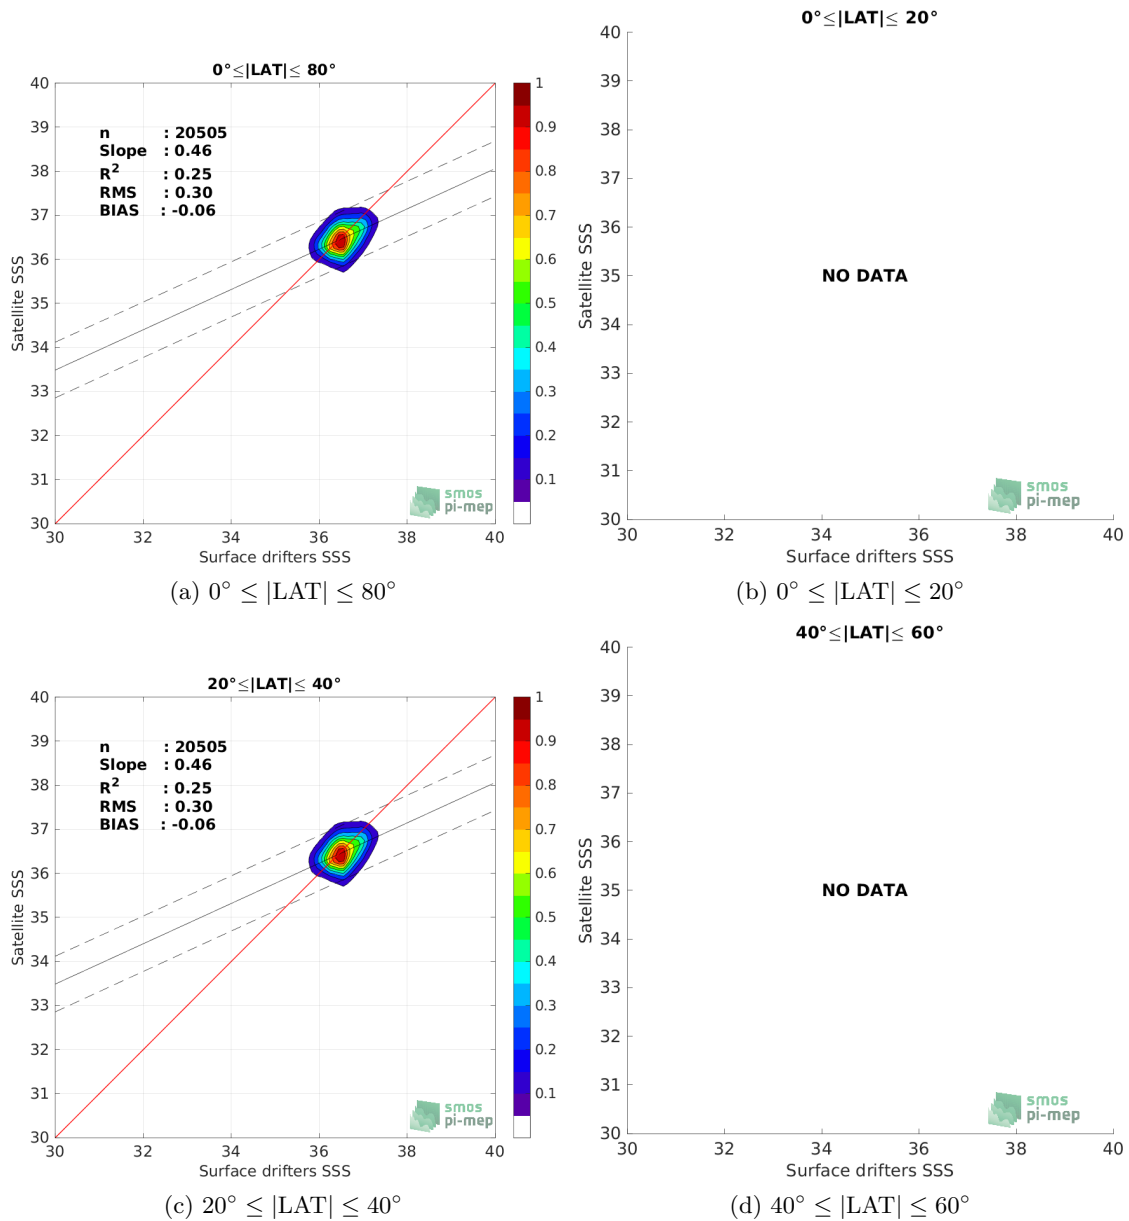 0°≤|LAT|≤ 80°
n : 20505
Slope : 0.46
R² : 0.25
RMS : 0.30
BIAS : -0.06
40
39
38
37
36
35
34
33
32
31
30
Satellite SSS
30 32 34 36 38 40
Surface drifters SSS
1
0.9
0.8
0.7
0.6
0.5
0.4
0.3
0.2
0.1
smos
pi-mep
(a) 0° ≤ |LAT| ≤ 80°
0°≤|LAT|≤ 20°
40
39
38
37
36
35
34
33
32
31
30
Satellite SSS
NO DATA
smos
pi-mep
30 32 34 36 38 40
Surface drifters SSS
(b) 0° ≤ |LAT| ≤ 20°
20°≤|LAT|≤ 40°
n : 20505
Slope : 0.46
R² : 0.25
RMS : 0.30
BIAS : -0.06
40
39
38
37
36
35
34
33
32
31
30
Satellite SSS
30 32 34 36 38 40
Surface drifters SSS
1
0.9
0.8
0.7
0.6
0.5
0.4
0.3
0.2
0.1
smos
pi-mep
(c) 20° ≤ |LAT| ≤ 40°
40°≤|LAT|≤ 60°
40
39
38
37
36
35
34
33
32
31
30
Satellite SSS
NO DATA
smos
pi-mep
30 32 34 36 38 40
Surface drifters SSS
(d) 40° ≤ |LAT| ≤ 60°